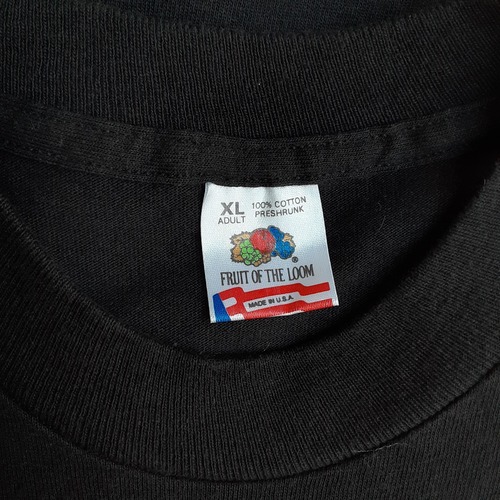 XL 100% COTTON
ADULT PRESHRUNK
®
FRUIT OF THE LOOM
MADE IN U.S.A.